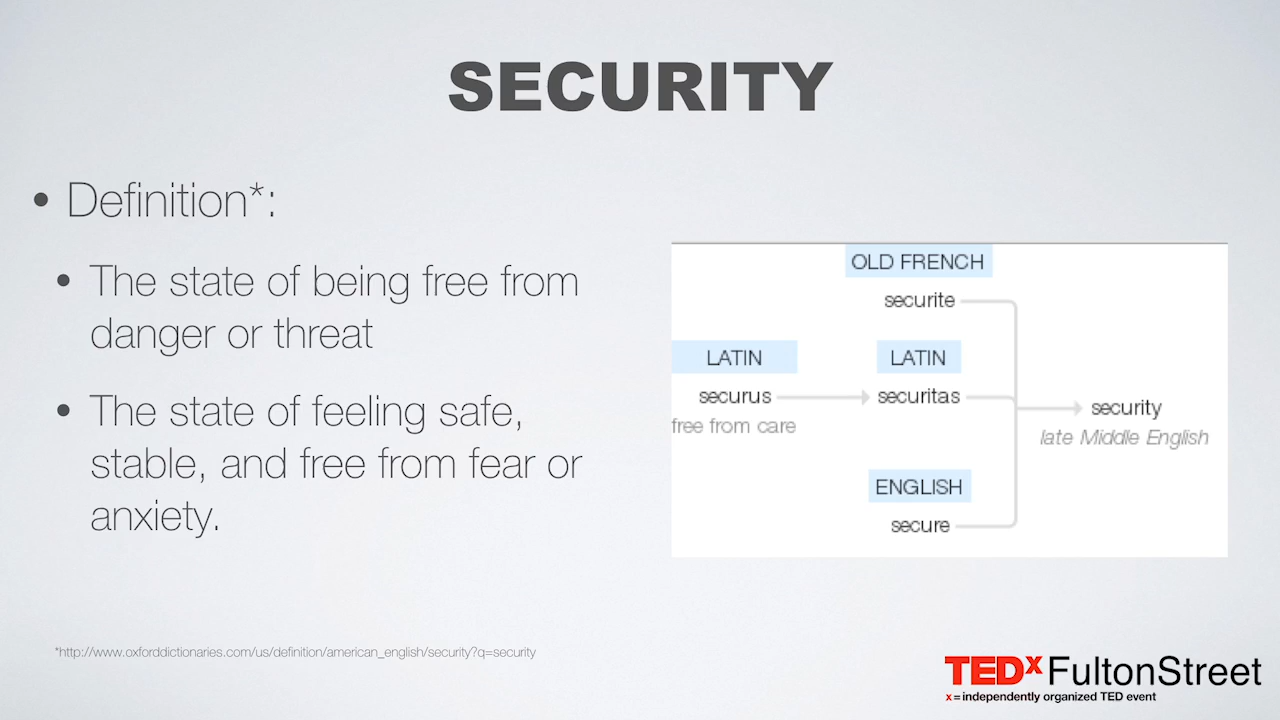 SECURITY
• Definition*:
• The state of being free from
danger or threat
• The state of feeling safe,
stable, and free from fear or
anxiety.
OLD FRENCH
securite
LATIN
securus
free from care
LATIN
securitas
ENGLISH
secure
security
late Middle English
*http://www.oxforddictionaries.com/us/definition/american_english/security?q=security
TEDxFultonStreet
x = independently organized TED event